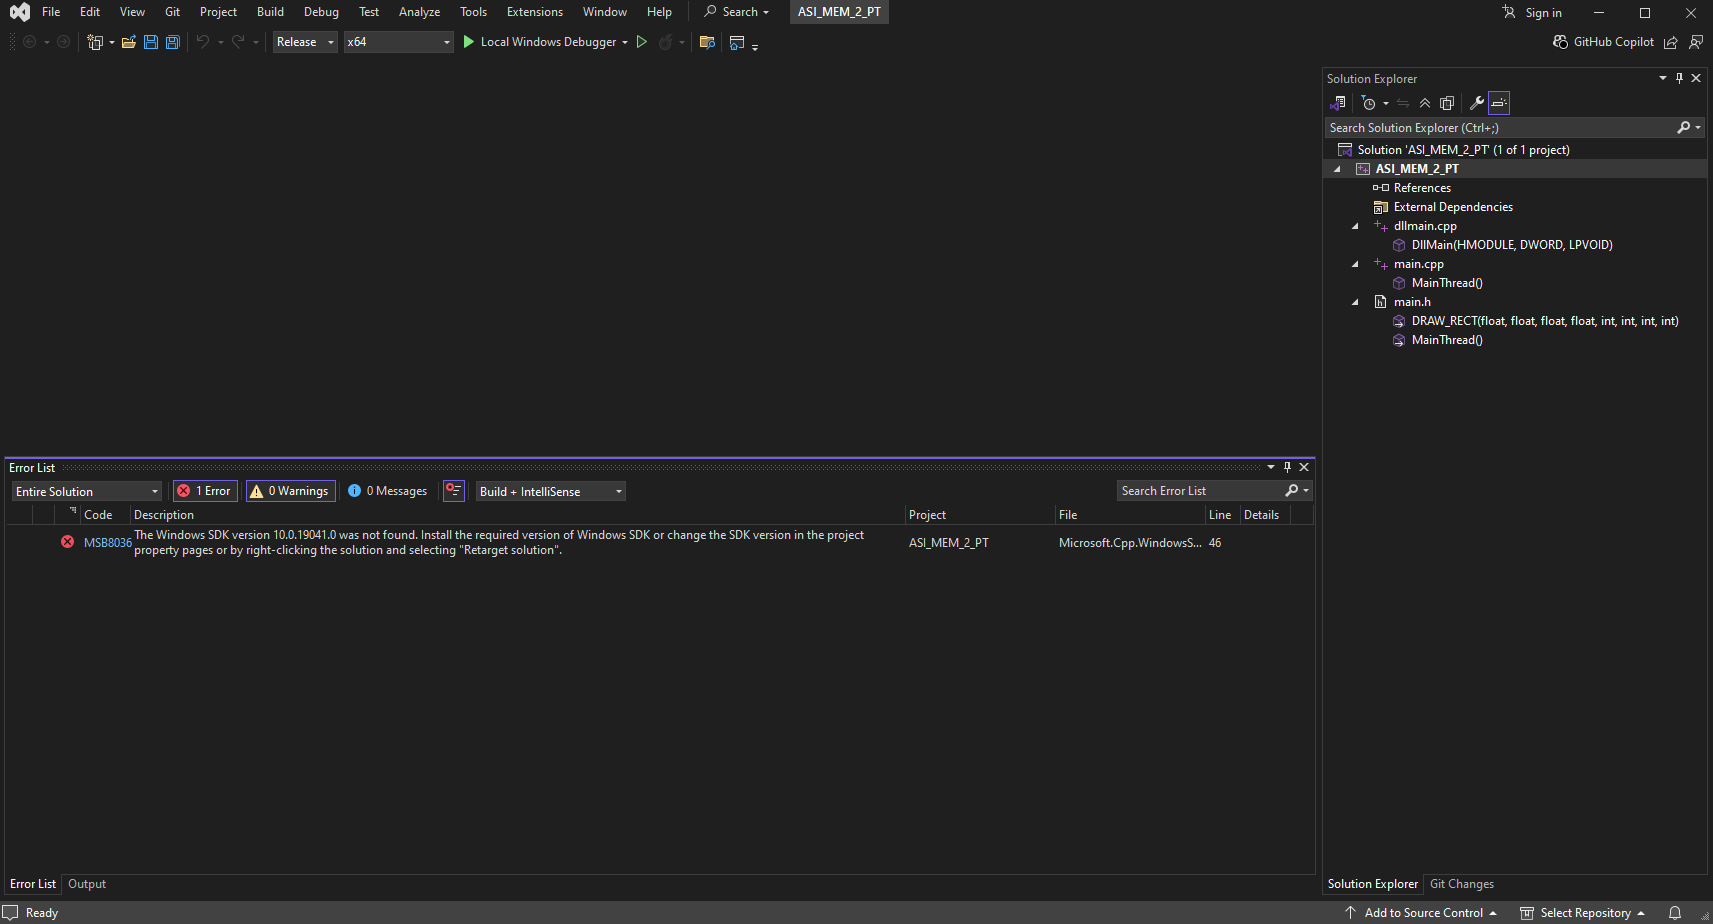 File Edit View Git Project Build Debug Test Analyze Tools Extensions Window Help Search ASI_MEM_2_PT Sign in
Release x64 Local Windows Debugger GitHub Copilot
Solution Explorer
Search Solution Explorer (Ctrl+;)
Solution 'ASI_MEM_2_PT' (1 of 1 project)
ASI_MEM_2_PT
References
External Dependencies
dllmain.cpp
DllMain(HMODULE, DWORD, LPVOID)
main.cpp
MainThread()
main.h
DRAW_RECT(float, float, float, float, int, int, int, int)
MainThread()
Error List
Entire Solution 1 Error 0 Warnings 0 Messages Build + IntelliSense Search Error List
Code Description Project File Line Details
MSB8036 The Windows SDK version 10.0.19041.0 was not found. Install the required version of Windows SDK or change the SDK version in the project
property pages or by right-clicking the solution and selecting "Retarget solution". ASI_MEM_2_PT Microsoft.Cpp.WindowsS... 46
Error List Output
Solution Explorer Git Changes
Ready Add to Source Control Select Repository